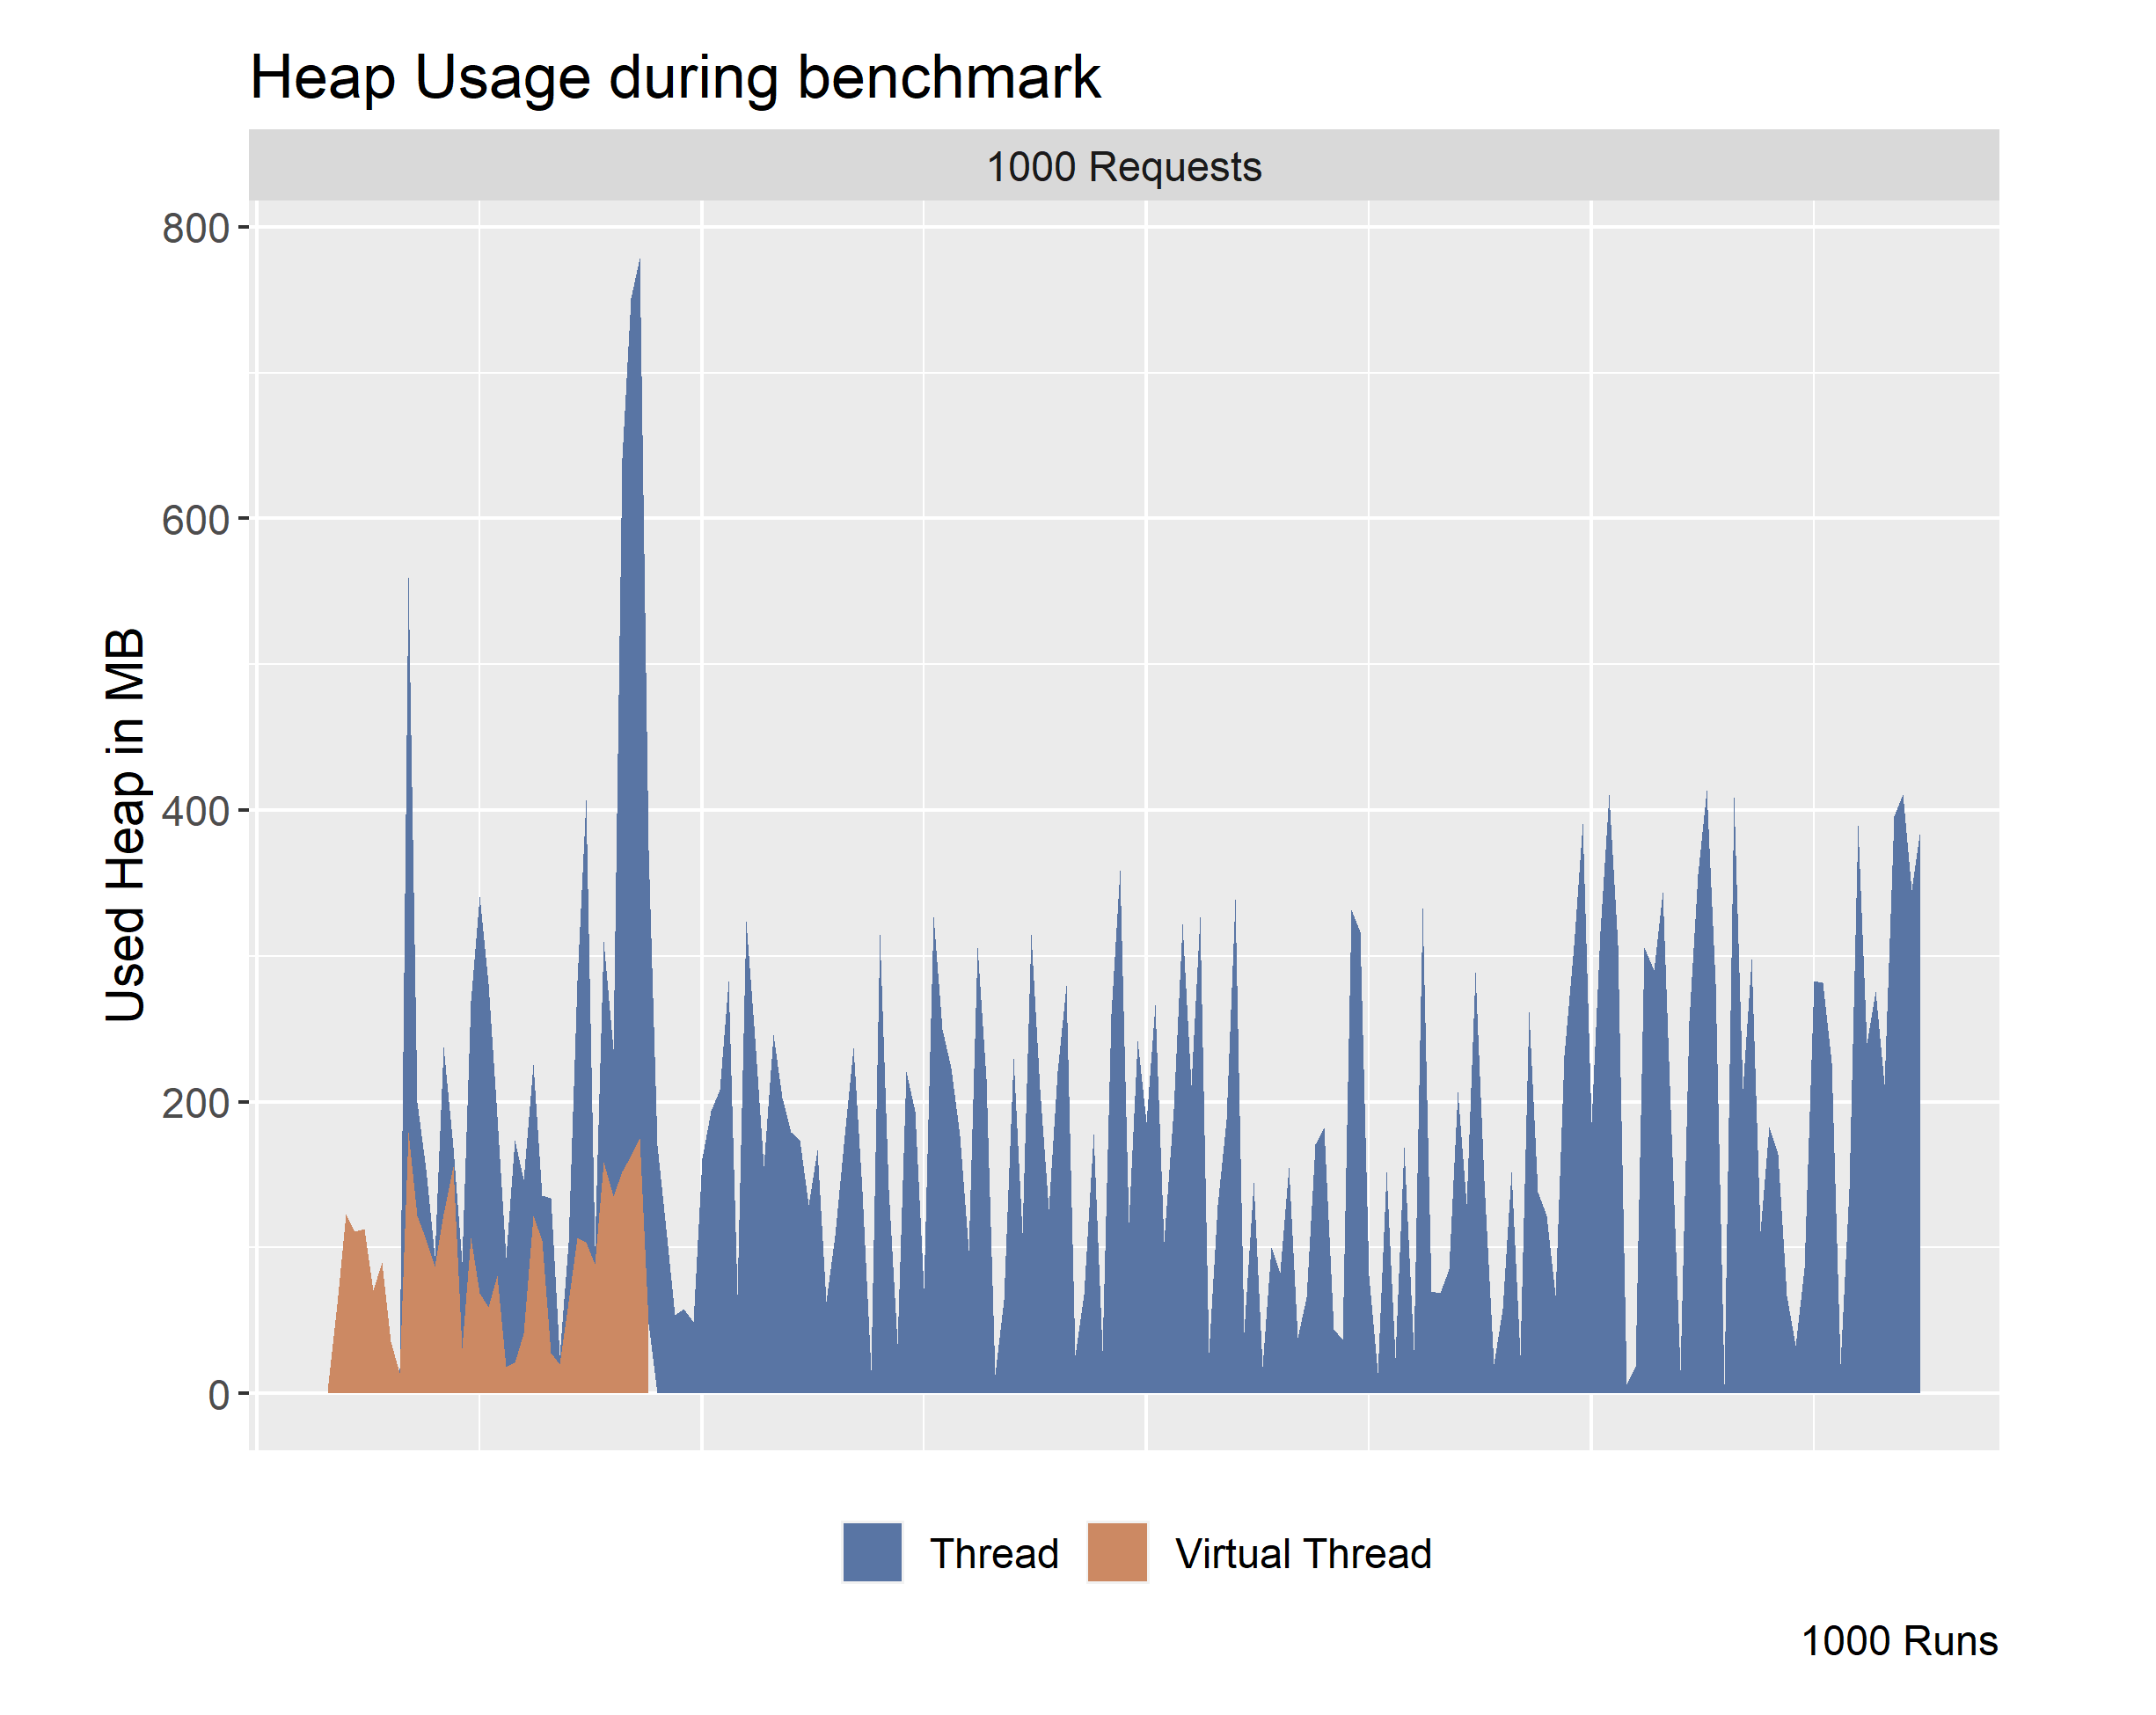 Heap Usage during benchmark
1000 Requests
800
600
400
200
0
Used Heap in MB
Thread
Virtual Thread
1000 Runs